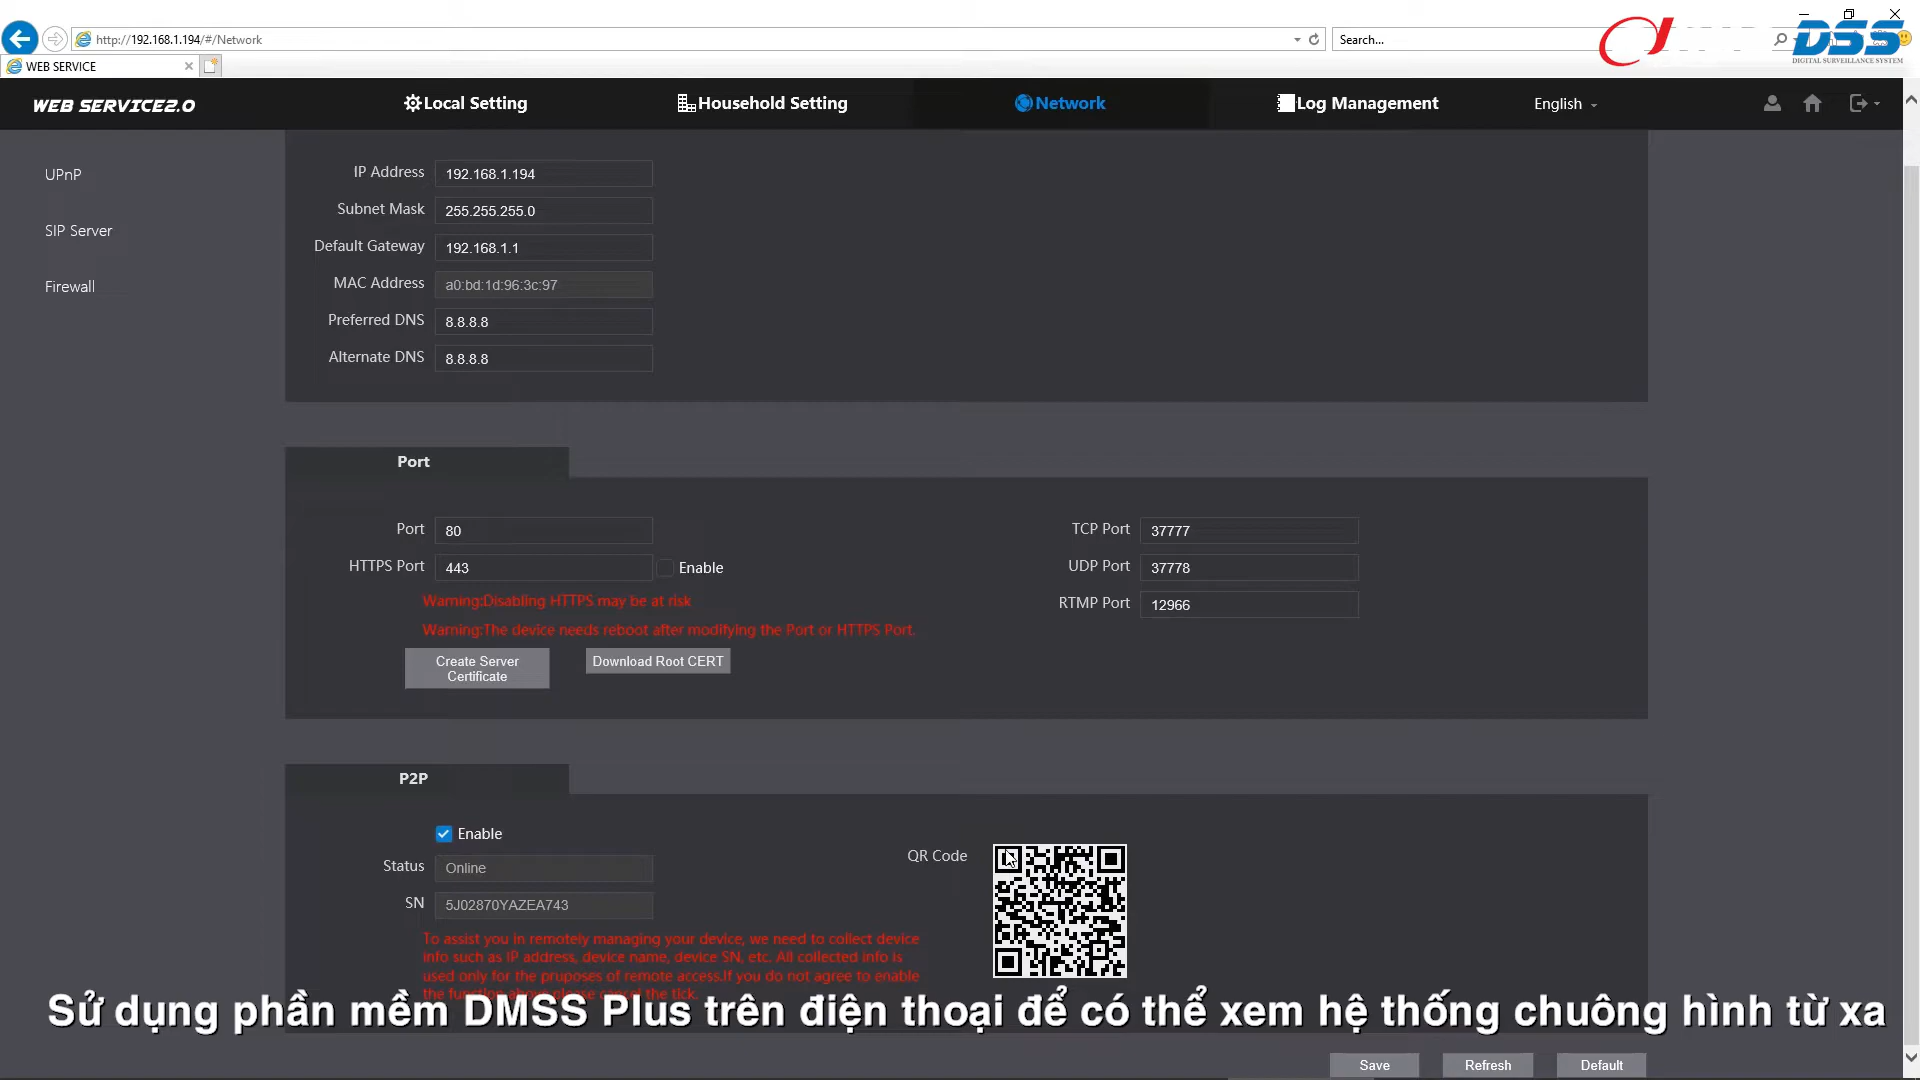 http://192.168.1.194/#/Network
Search...
WEB SERVICE
DSS
DIGITAL SURVEILLANCE SYSTEM
WEB SERVICE2.0
Local Setting
Household Setting
Network
Log Management
English
UPnP
SIP Server
Firewall
IP Address 192.168.1.194
Subnet Mask 255.255.255.0
Default Gateway 192.168.1.1
MAC Address a0:bd:1d:96:3c:97
Preferred DNS 8.8.8.8
Alternate DNS 8.8.8.8
Port
Port 80
TCP Port 37777
HTTPS Port 443 Enable
UDP Port 37778
RTMP Port 12966
Warning:Disabling HTTPS may be at risk
Warning:The device needs reboot after modifying the Port or HTTPS Port.
Create Server
Certificate
Download Root CERT
P2P
Enable
Status Online
QR Code
SN 5J02870YAZEA743
To assist you in remotely managing your device, we need to collect device
info such as IP address, device name, device SN, etc. All collected info is
used only for the pruposes of remote access.If you do not agree to enable
the function above please cancel the tick.
Sử dụng phần mềm DMSS Plus trên điện thoại để có thể xem hệ thống chuông hình từ xa
Save
Refresh
Default